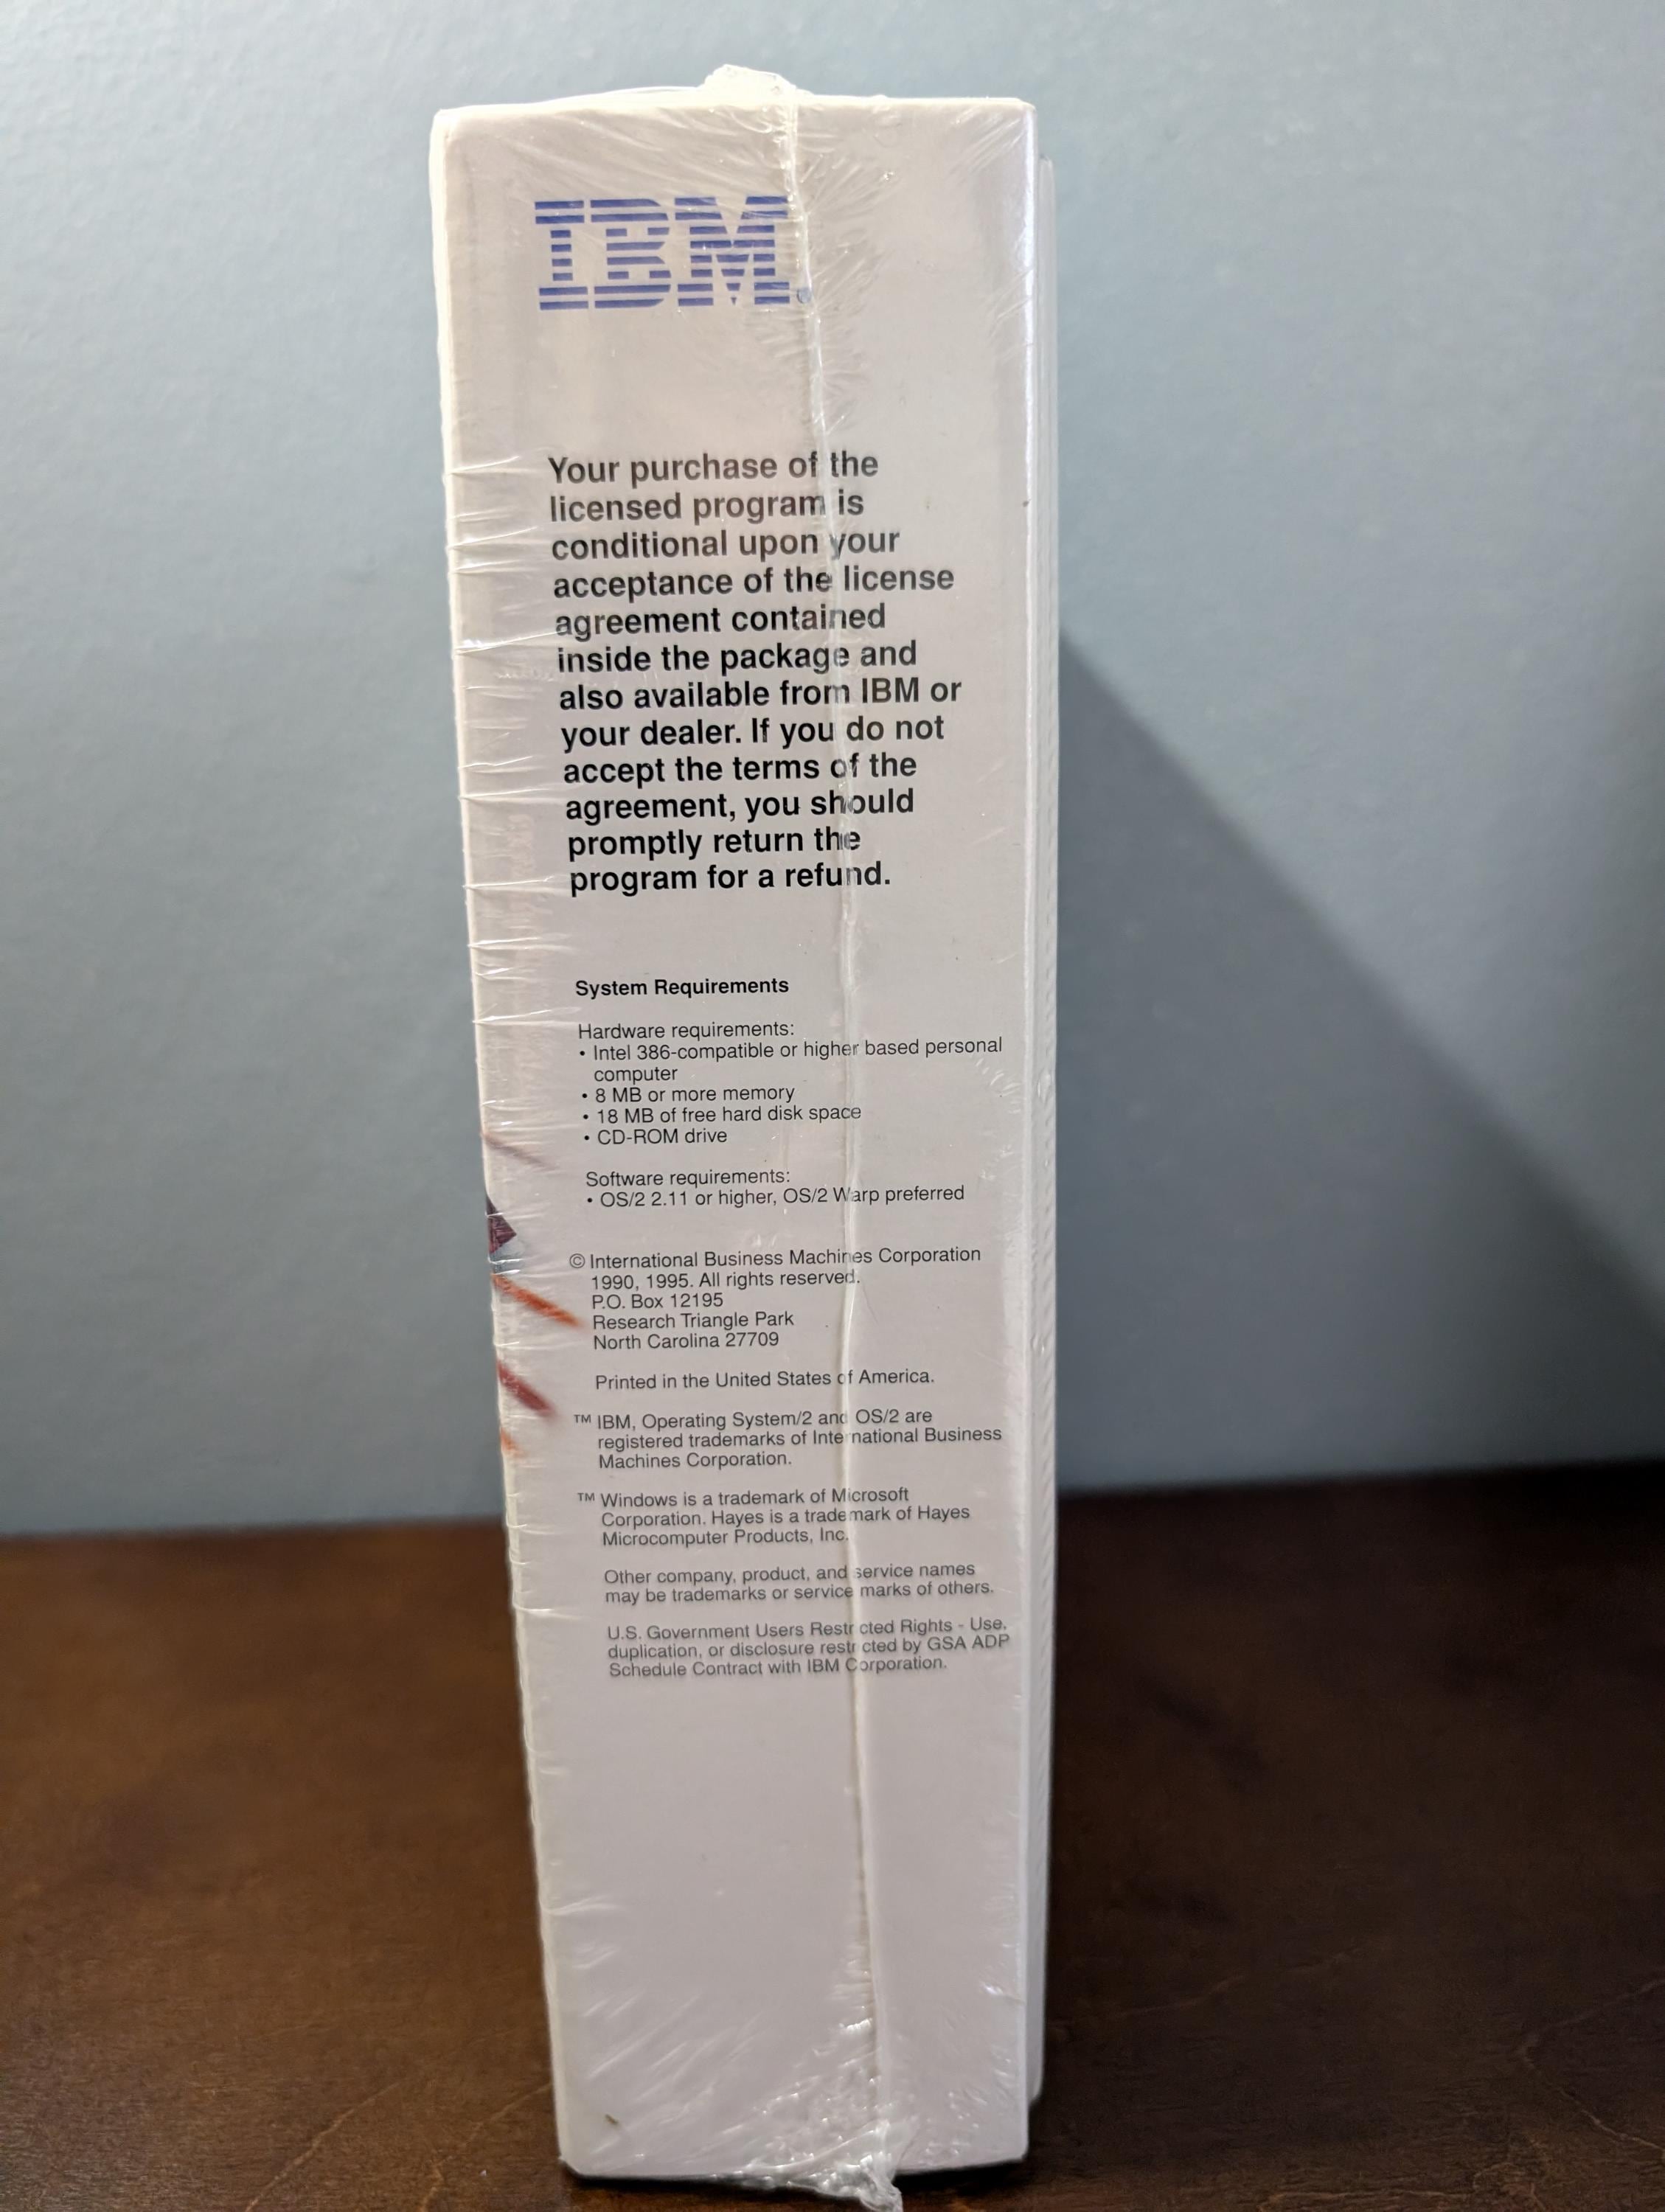 IBM®
Your purchase of the
licensed program is
conditional upon your
acceptance of the license
agreement contained
inside the package and
also available from IBM or
your dealer. If you do not
accept the terms of the
agreement, you should
promptly return the
program for a refund.
System Requirements
Hardware requirements:
• Intel 386-compatible or higher based personal
computer
• 8 MB or more memory
• 18 MB of free hard disk space
• CD-ROM drive
Software requirements:
• OS/2 2.11 or higher, OS/2 Warp preferred
© International Business Machines Corporation
1990, 1995. All rights reserved.
P.O. Box 12195
Research Triangle Park
North Carolina 27709
Printed in the United States of America.
™ IBM, Operating System/2 and OS/2 are
registered trademarks of International Business
Machines Corporation.
™ Windows is a trademark of Microsoft
Corporation. Hayes is a trademark of Hayes
Microcomputer Products, Inc.
Other company, product, and service names
may be trademarks or service marks of others.
U.S. Government Users Restricted Rights - Use,
duplication, or disclosure restricted by GSA ADP
Schedule Contract with IBM Corporation.